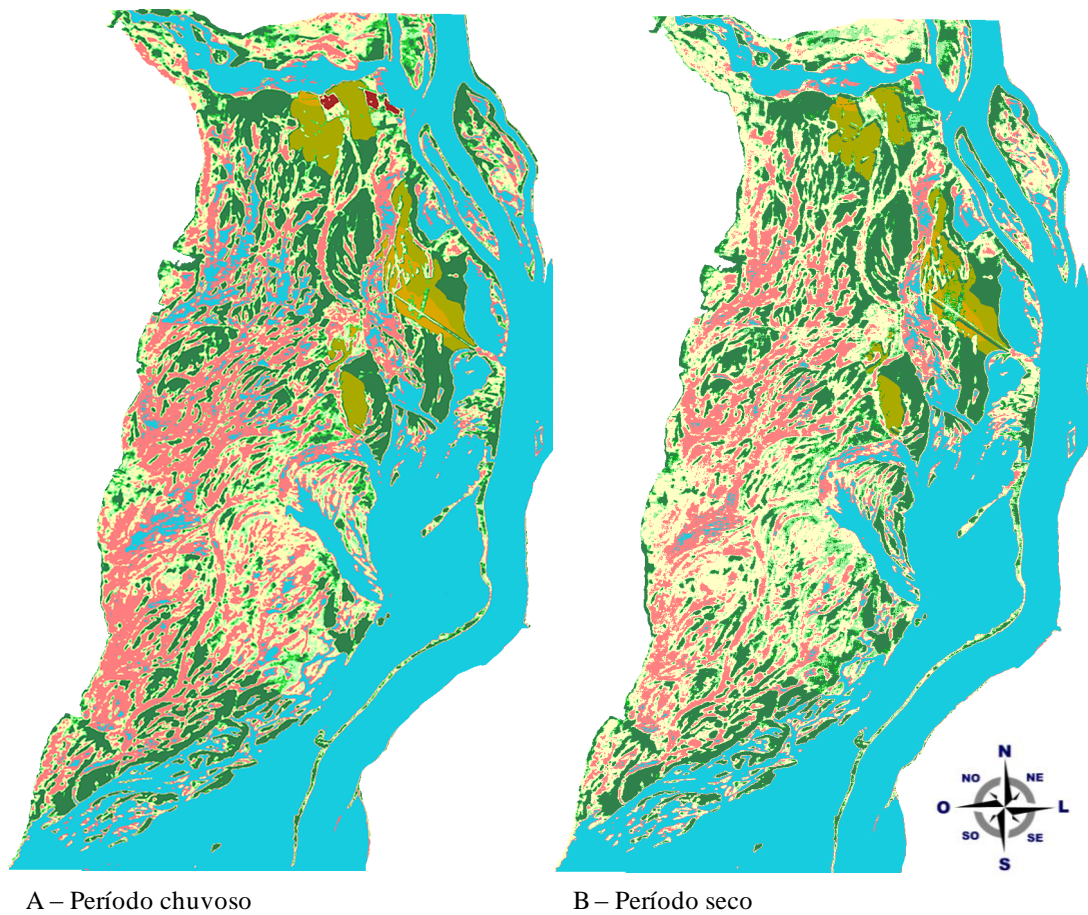 N
NO NE
O L
SO SE
S
A – Período chuvoso
B – Período seco